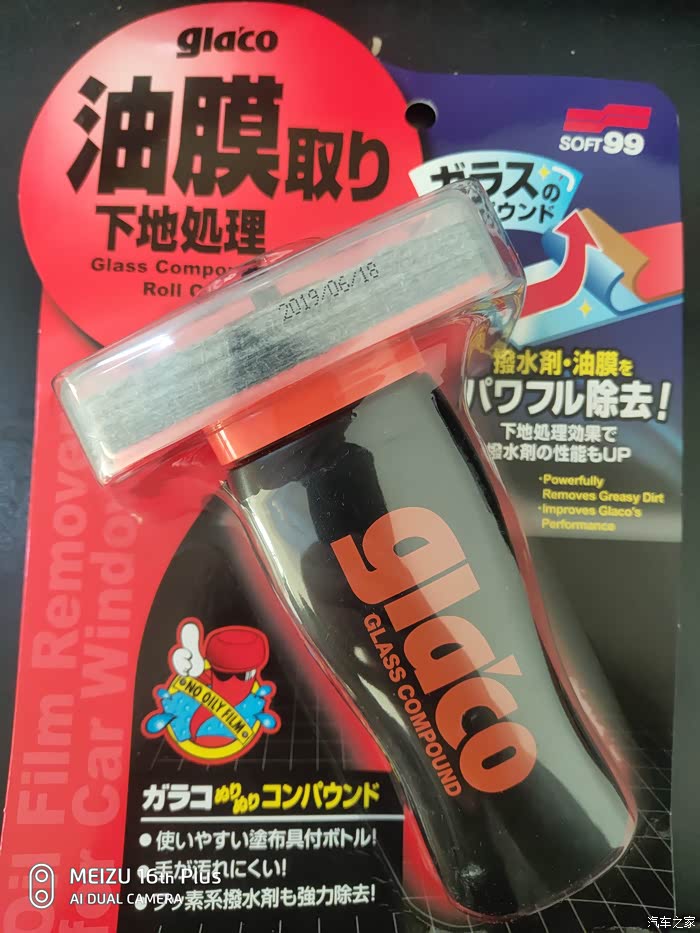 glaco
油膜取り
下地処理
Glass Compou
Roll O
SOFT99
ガラスの
ウンド
2019/06/18
撥水剤・油膜を
パワフル除去!
下地処理効果で
撥水剤の性能もUP
・Powerfully
Removes Greasy Dirt
・Improves Glaco's
Performance
glaco
GLASS COMPOUND
Oil Film Remove
for Car Window
NO OILY FILM
ガラコぬりぬりコンパウンド
●使いやすい塗布具付ボトル!
●手が汚れにくい!
●フッ素系撥水剤も強力除去!
MEIZU 16th Plus
AI DUAL CAMERA
汽车之家